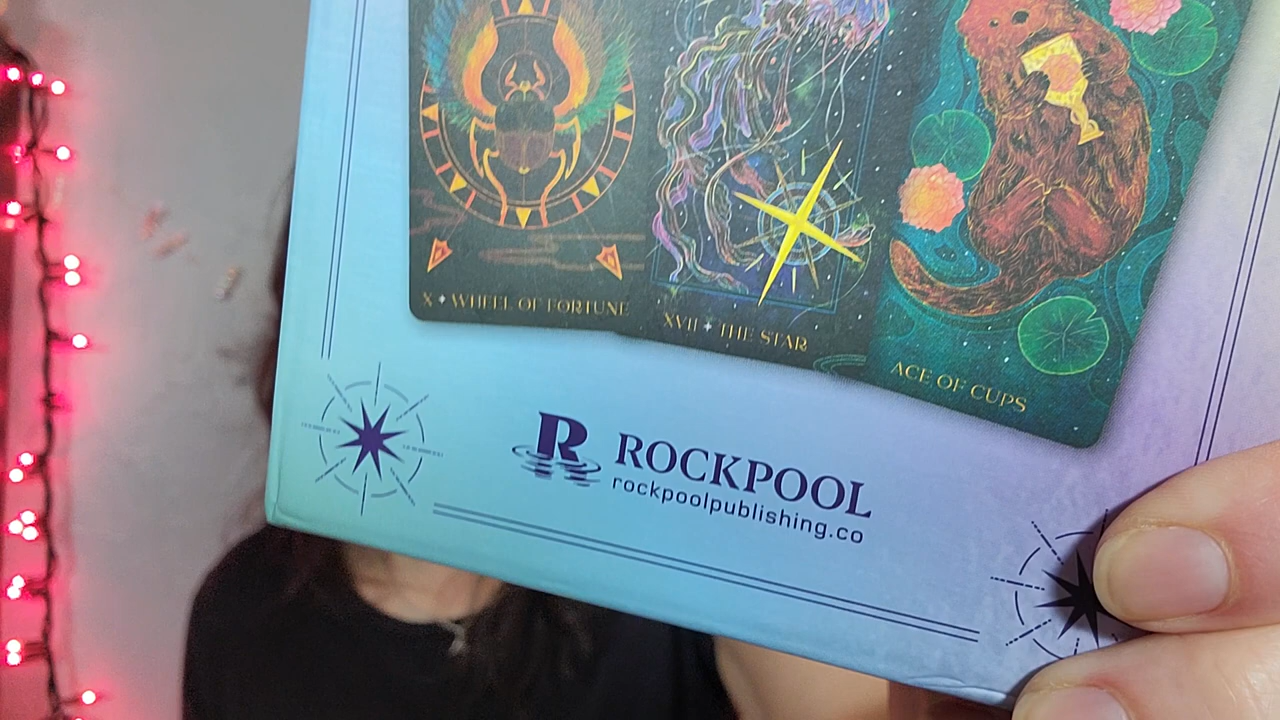 X ✦ WHEEL OF FORTUNE
XVII ✦ THE STAR
ACE OF CUPS
R ROCKPOOL
rockpoolpublishing.co